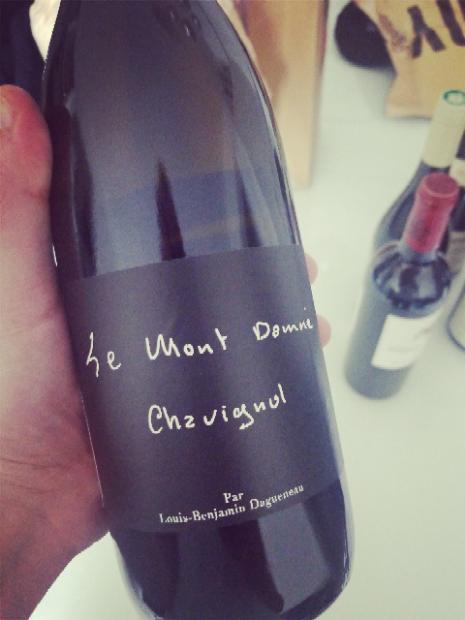 Le Mont Damné
Chavignol
Par
Louis-Benjamin Dagueneau